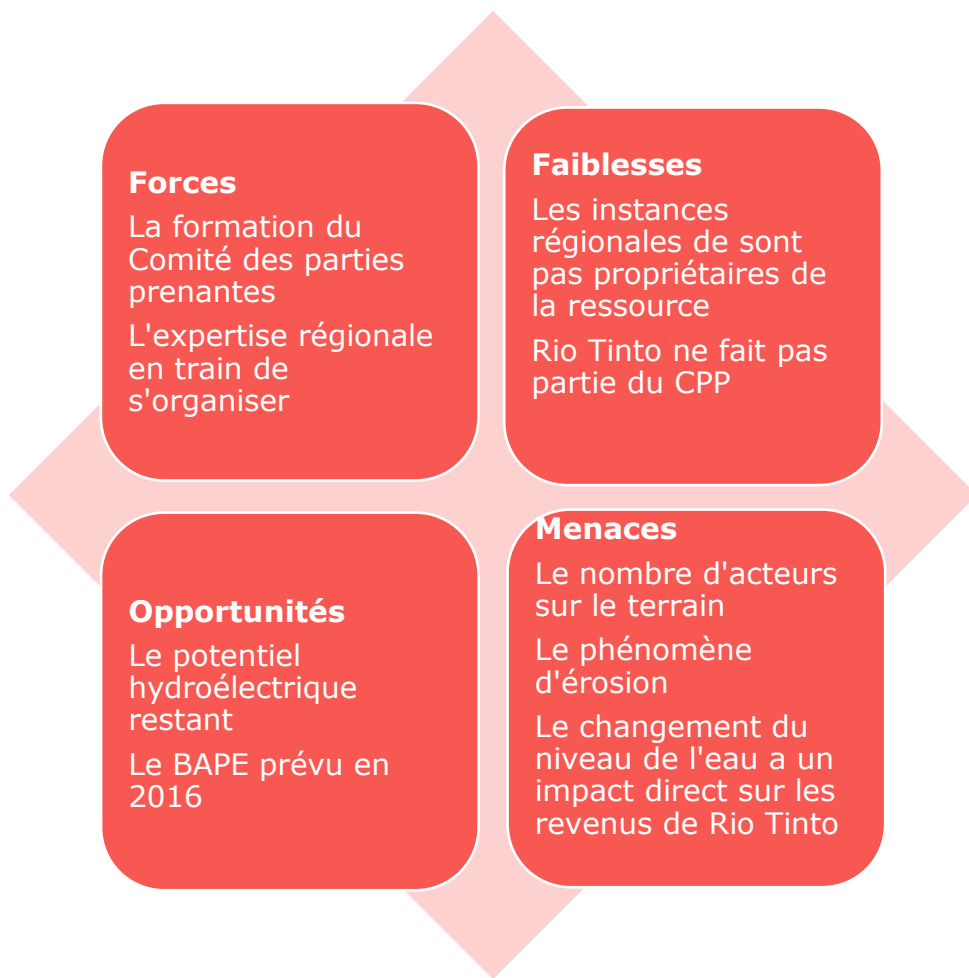 Forces
La formation du
Comité des parties
prenantes
L'expertise régionale
en train de
s'organiser
Faiblesses
Les instances
régionales de sont
pas propriétaires de
la ressource
Rio Tinto ne fait pas
partie du CPP
Opportunités
Le potentiel
hydroélectrique
restant
Le BAPE prévu en
2016
Menaces
Le nombre d'acteurs
sur le terrain
Le phénomène
d'érosion
Le changement du
niveau de l'eau a un
impact direct sur les
revenus de Rio Tinto